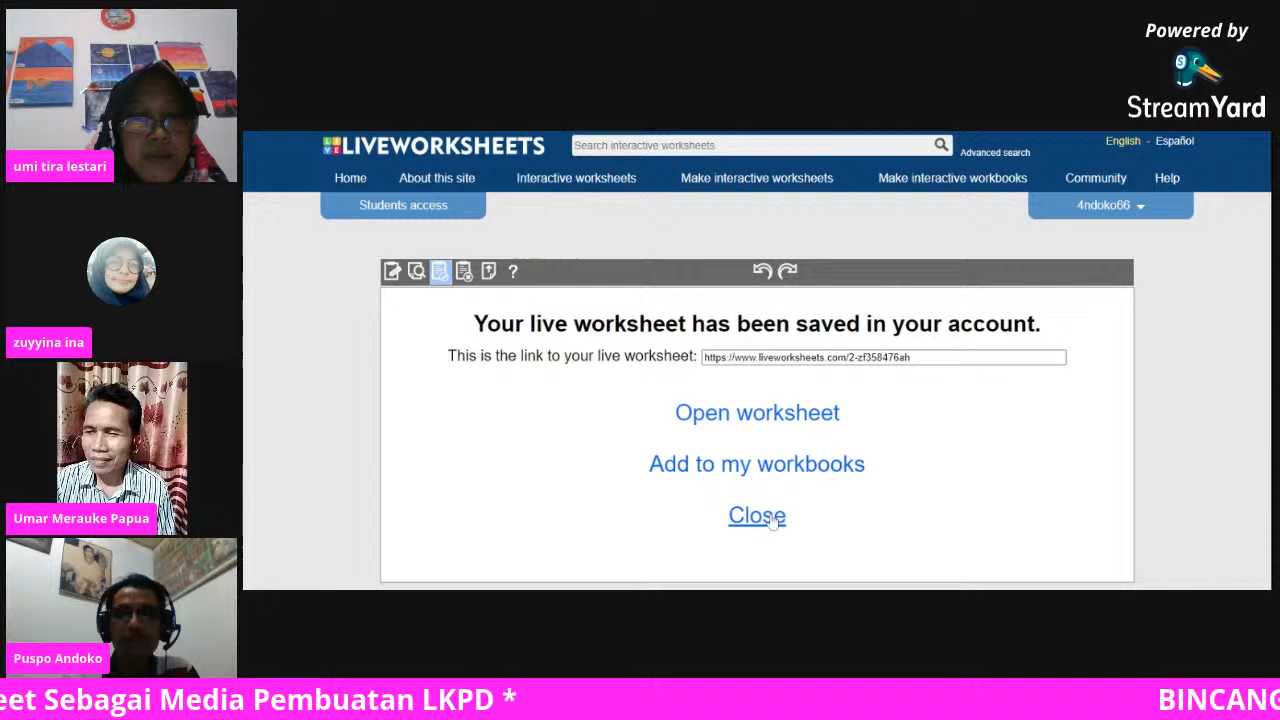 Powered by
StreamYard
umi tira lestari
zuyyina ina
Umar Merauke Papua
Puspo Andoko
LIVEWORKSHEETS
Search interactive worksheets
Advanced search
English - Español
Home
About this site
Interactive worksheets
Make interactive worksheets
Make interactive workbooks
Community
Help
Students access
4ndoko66
?
Your live worksheet has been saved in your account.
This is the link to your live worksheet: https://www.liveworksheets.com/2-zf358476ah
Open worksheet
Add to my workbooks
Close
eet Sebagai Media Pembuatan LKPD *
BINCANG